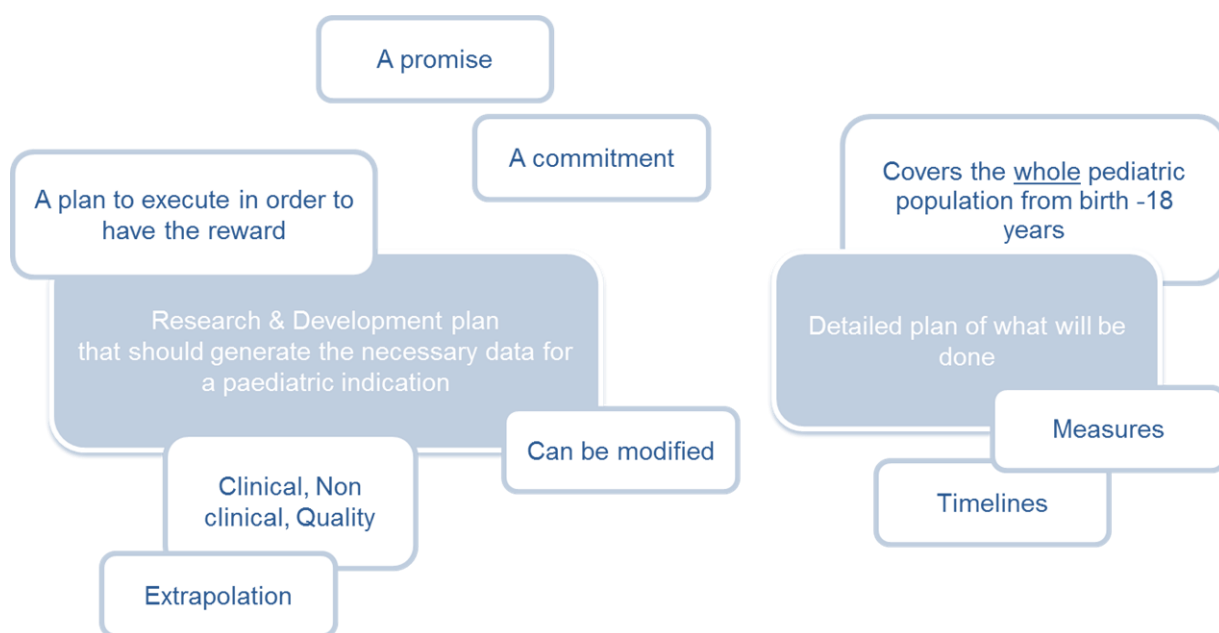 A promise
A commitment
A plan to execute in order to
have the reward
Research & Development plan
that should generate the necessary data for
a paediatric indication
Can be modified
Clinical, Non
clinical, Quality
Extrapolation
Covers the whole pediatric
population from birth -18
years
Detailed plan of what will be
done
Measures
Timelines